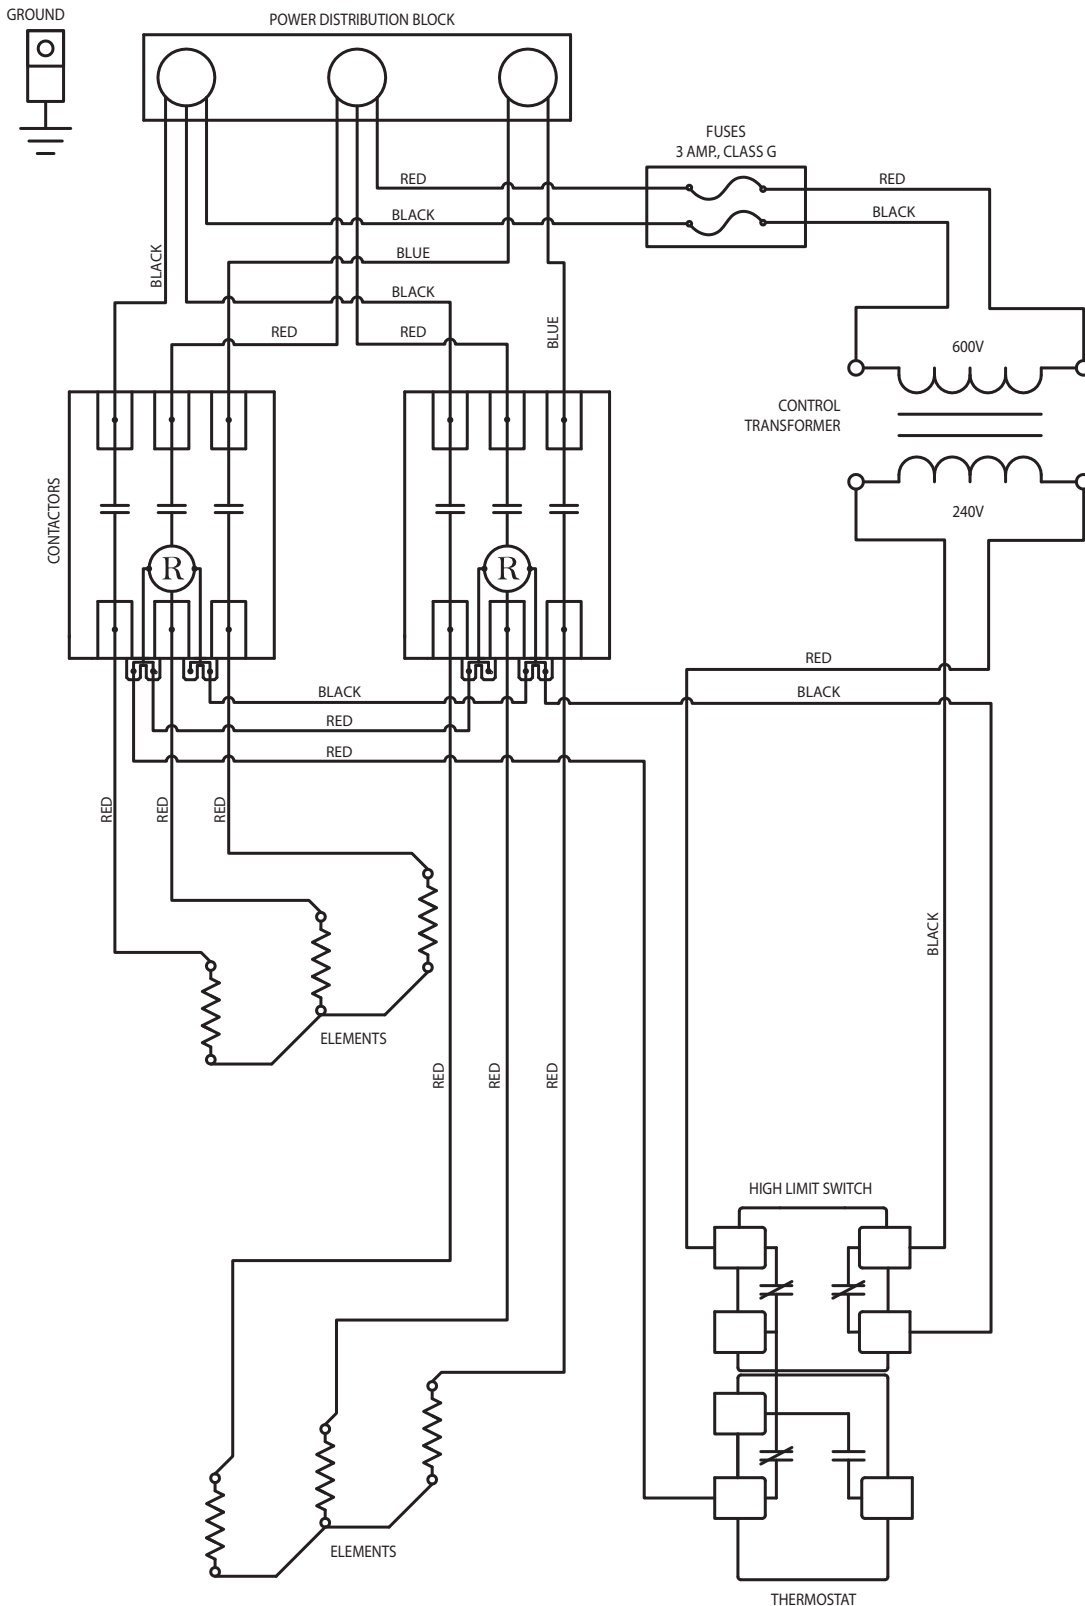 GROUND
POWER DISTRIBUTION BLOCK
FUSES
3 AMP., CLASS G
RED
RED
BLACK
BLACK
BLACK
BLUE
BLACK
RED
RED
BLUE
600V
CONTROL
TRANSFORMER
240V
CONTACTORS
R
R
RED
BLACK
BLACK
RED
RED
RED
RED
RED
BLACK
ELEMENTS
RED
RED
RED
HIGH LIMIT SWITCH
ELEMENTS
THERMOSTAT